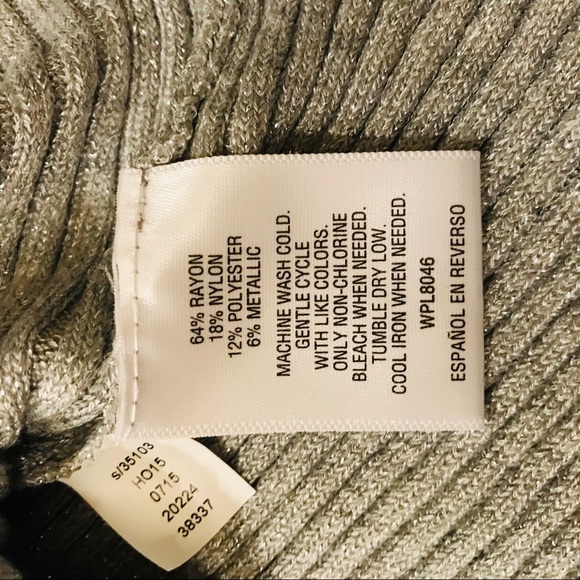 64% RAYON
18% NYLON
12% POLYESTER
6% METALLIC
MACHINE WASH COLD.
GENTLE CYCLE
WITH LIKE COLORS.
ONLY NON-CHLORINE
BLEACH WHEN NEEDED.
TUMBLE DRY LOW.
COOL IRON WHEN NEEDED.
WPL8046
ESPAÑOL EN REVERSO
s/35103
HO15
0715
20224
38337